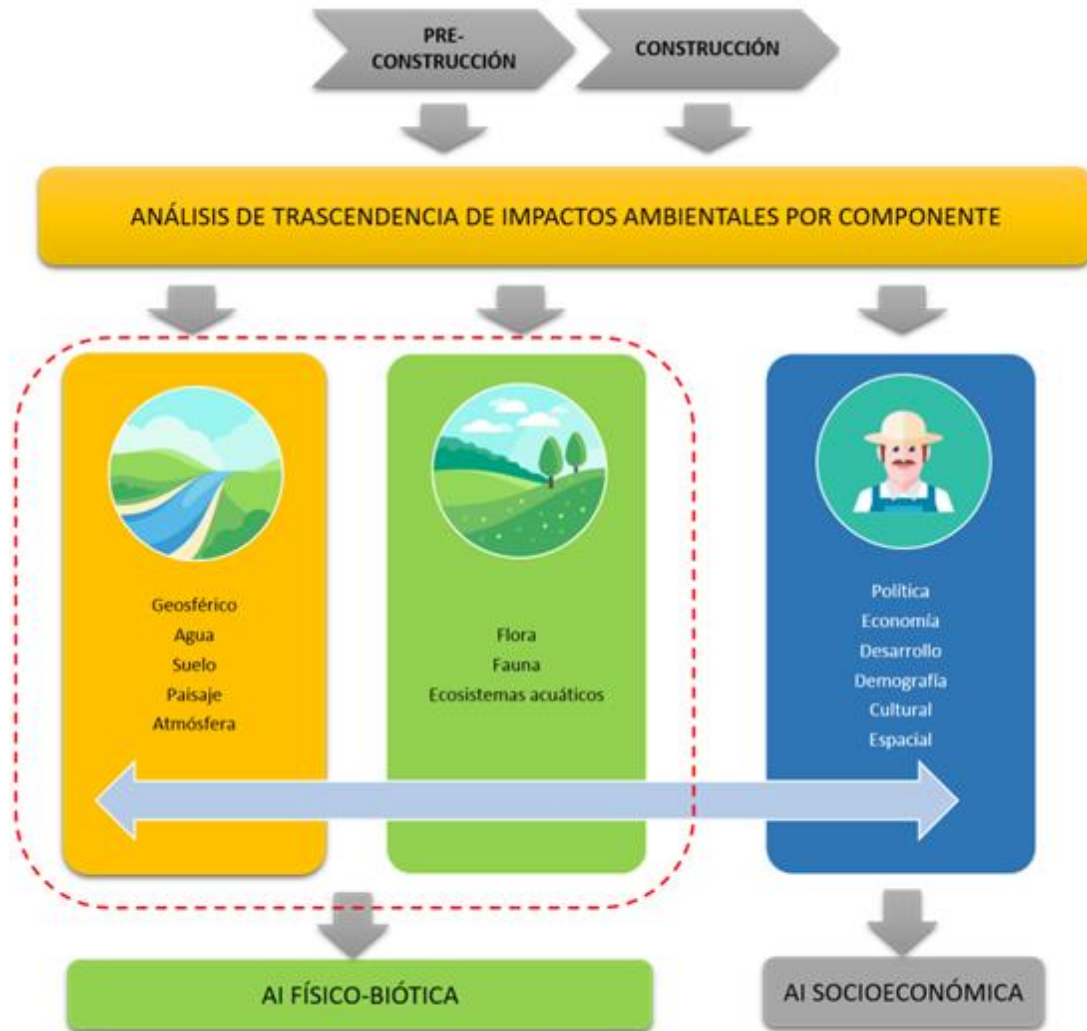 PRE-
CONSTRUCCIÓN
CONSTRUCCIÓN
ANÁLISIS DE TRASCENDENCIA DE IMPACTOS AMBIENTALES POR COMPONENTE
Geosférico
Agua
Suelo
Paisaje
Atmósfera
Flora
Fauna
Ecosistemas acuáticos
Política
Economía
Desarrollo
Demografía
Cultural
Espacial
AI FÍSICO-BIÓTICA
AI SOCIOECONÓMICA